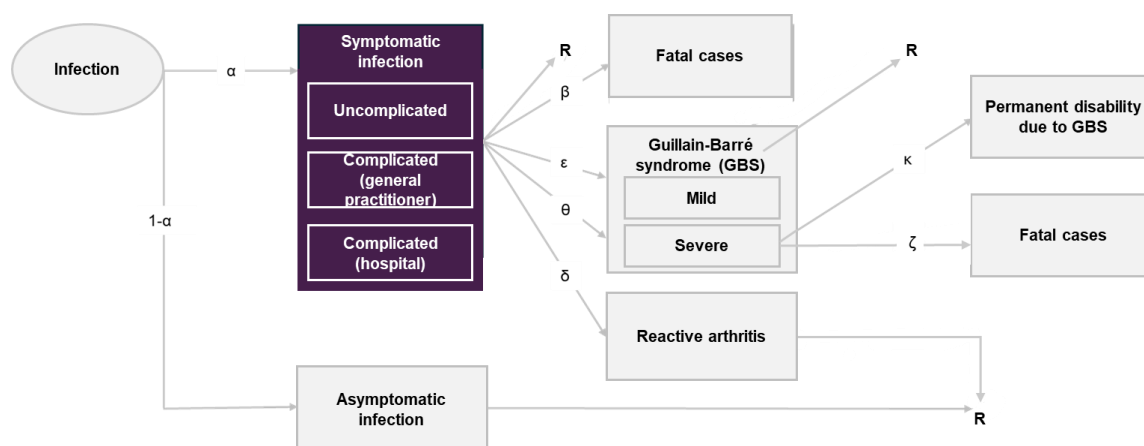 Infection
α
1-α
Symptomatic
infection
Uncomplicated
Complicated
(general
practitioner)
Complicated
(hospital)
Asymptomatic
infection
R
β
ε
θ
δ
Fatal cases
Guillain-Barré
syndrome (GBS)
Mild
Severe
Reactive arthritis
R
κ
ζ
Permanent disability
due to GBS
Fatal cases
R